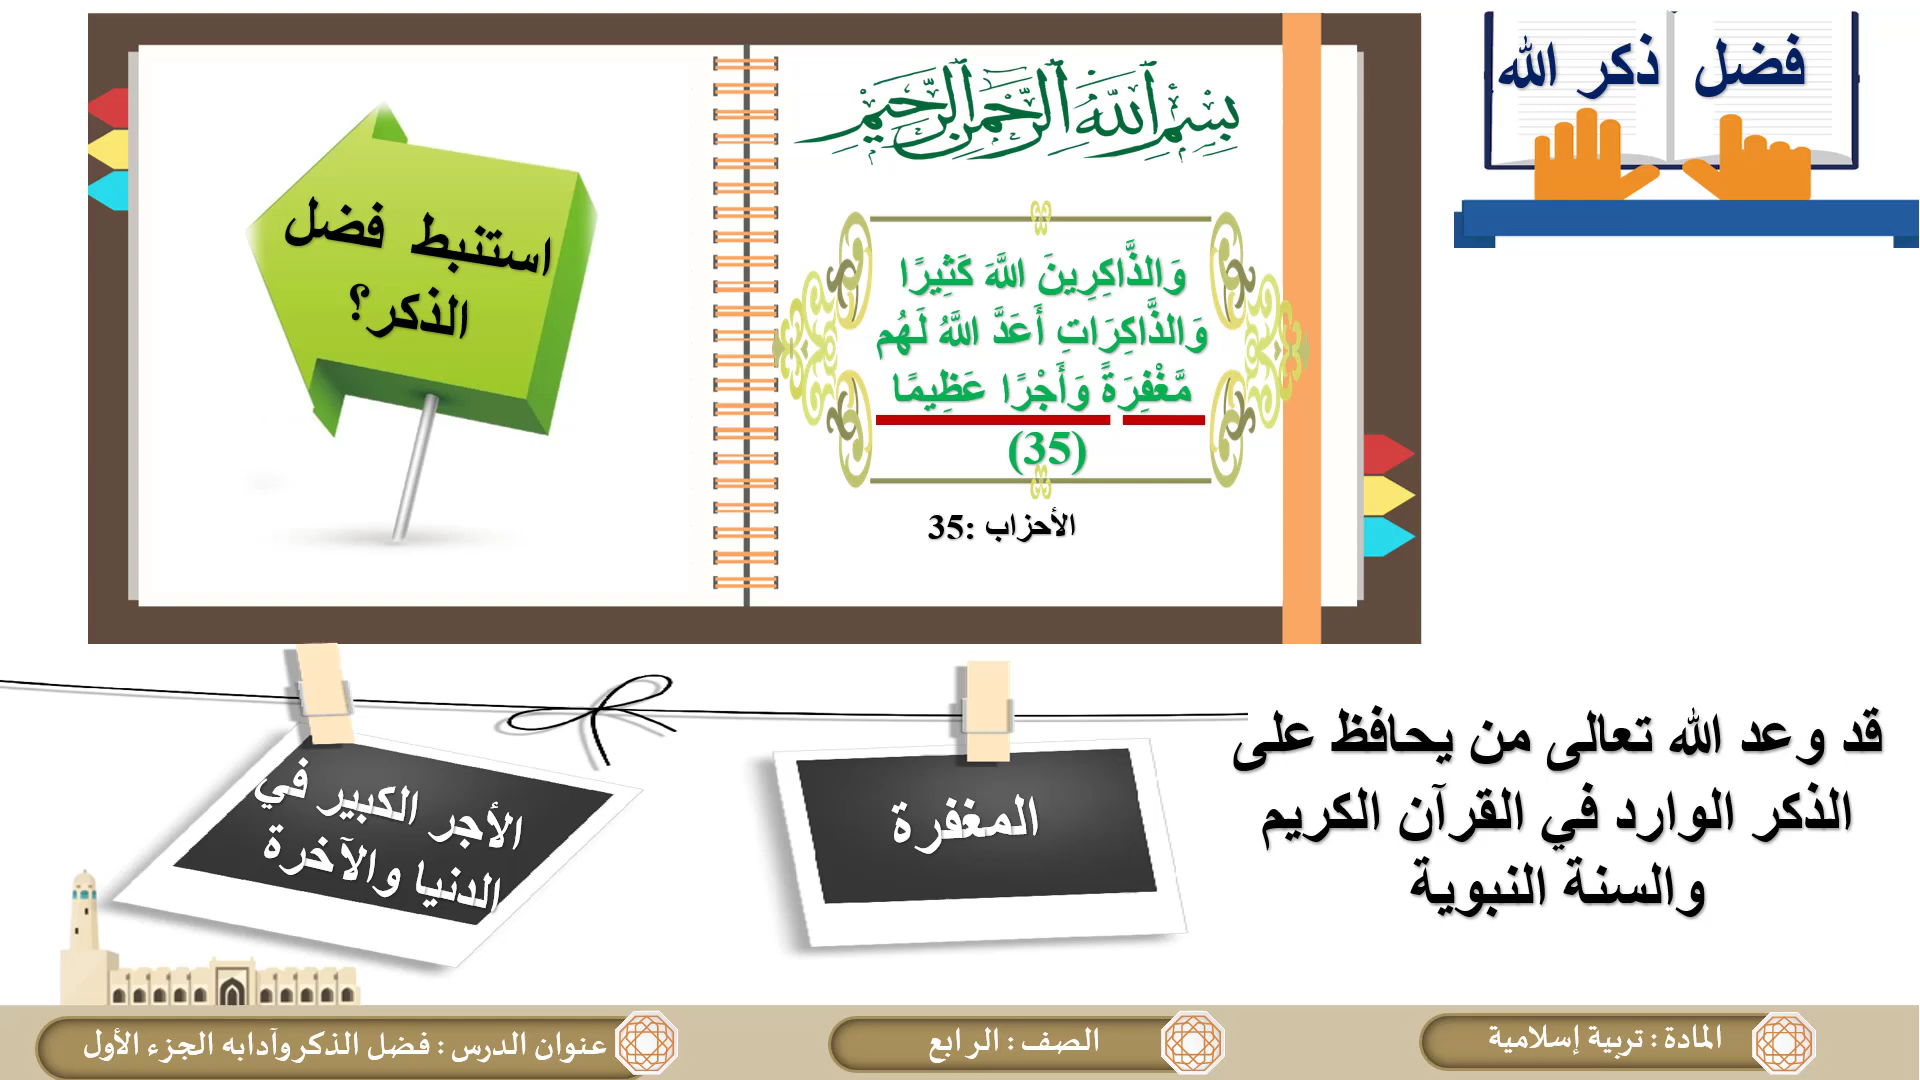 فضل ذكر الله
بِسْمِ ٱللَّهِ ٱلرَّحْمَٰنِ ٱلرَّحِيمِ
وَالذَّاكِرِينَ اللَّهَ كَثِيرًا
وَالذَّاكِرَاتِ أَعَدَّ اللَّهُ لَهُم
مَّغْفِرَةً وَأَجْرًا عَظِيمًا
(35)
الأحزاب :35
استنبط فضل
الذكر؟
قد وعد الله تعالى من يحافظ على
الذكر الوارد في القرآن الكريم
والسنة النبوية
المغفرة
الأجر الكبير في
الدنيا والآخرة
المادة : تربية إسلامية
الصف : الرابع
عنوان الدرس : فضل الذكر وآدابه الجزء الأول